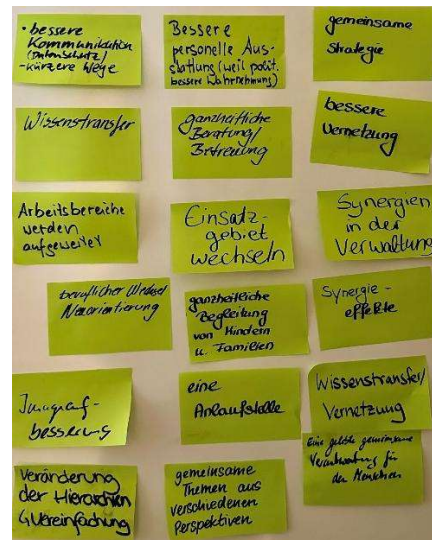 • bessere
Kommunikation
(Datenschutz)
- kürzere Wege
Bessere
personelle Aus-
stattung (weil polit.
bessere Wahrnehmung)
gemeinsame
Strategie
Wissenstransfer
ganzheitliche
Beratung/
Betreuung
bessere
Vernetzung
Arbeitsbereiche
werden
aufgeweitet
Einsatz-
gebiet
wechseln
Synergien
in der
Verwaltung
beruflicher Wechsel
Neuorientierung
ganzheitliche
Begleitung
von Kindern
u. Familien
Synergie-
effekte
Imageauf-
besserung
eine
Anlaufstelle
Wissenstransfer/
Vernetzung
Eine gelebte gemeinsame
Verantwortung für
den Menschen
Veränderung
der Hierarchien
Vereinfachung
gemeinsame
Themen aus
verschiedenen
Perspektiven